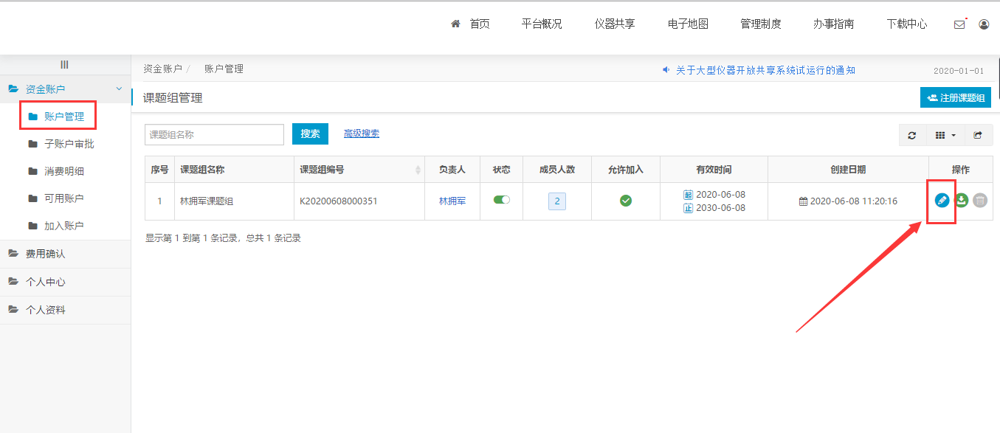 首页 平台概况 仪器共享 电子地图 管理制度 办事指南 下载中心
资金账户 / 账户管理 关于大型仪器开放共享系统试运行的通知 2020-01-01
资金账户
账户管理
子账户审批
消费明细
可用账户
加入账户
费用确认
个人中心
个人资料
课题组管理 注册课题组
课题组名称 搜索 高级搜索
序号 课题组名称 课题组编号 负责人 状态 成员人数 允许加入 有效时间 创建日期 操作
1 林拥军课题组 K20200608000351 林拥军 2 起 2020-06-08 2020-06-08 11:20:16
止 2030-06-08
显示第 1 到第 1 条记录，总共 1 条记录